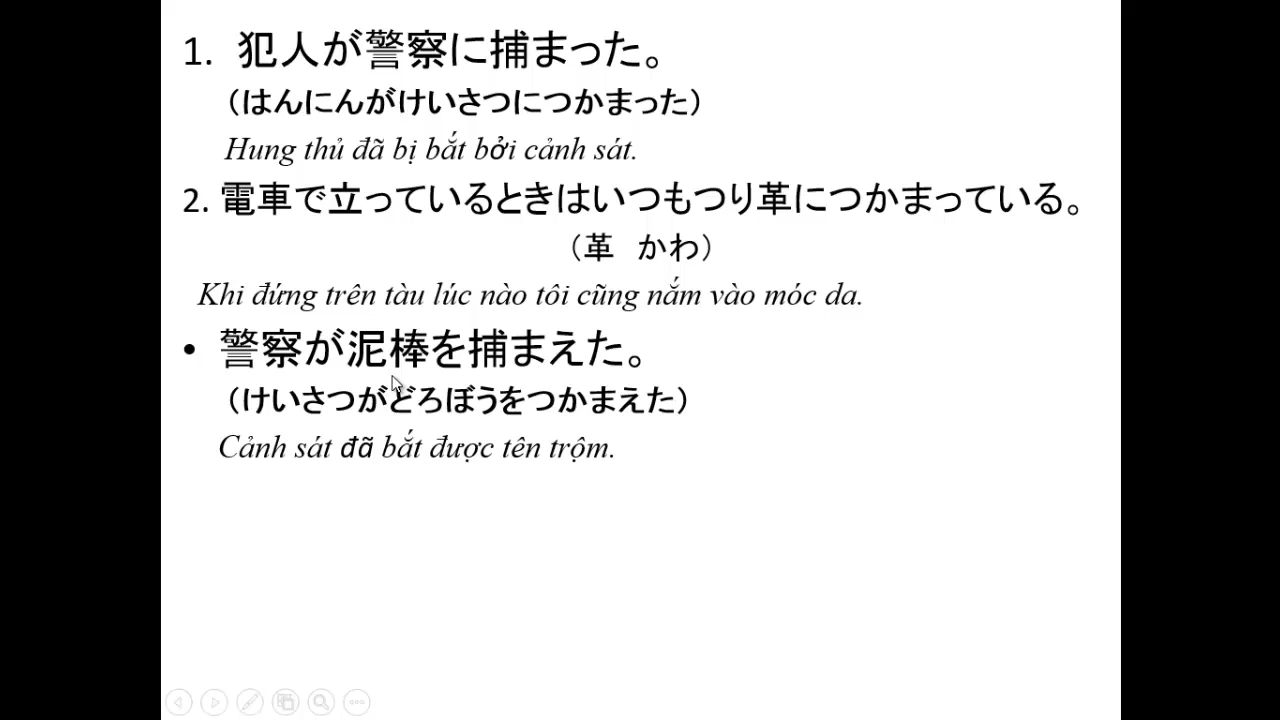 1. 犯人が警察に捕まった。
（はんにんがけいさつにつかまった）
Hung thủ đã bị bắt bởi cảnh sát.
2. 電車で立っているときはいつもつり革につかまっている。
（革　かわ）
Khi đứng trên tàu lúc nào tôi cũng nắm vào móc da.
• 警察が泥棒を捕まえた。
（けいさつがどろぼうをつかまえた）
Cảnh sát đã bắt được tên trộm.